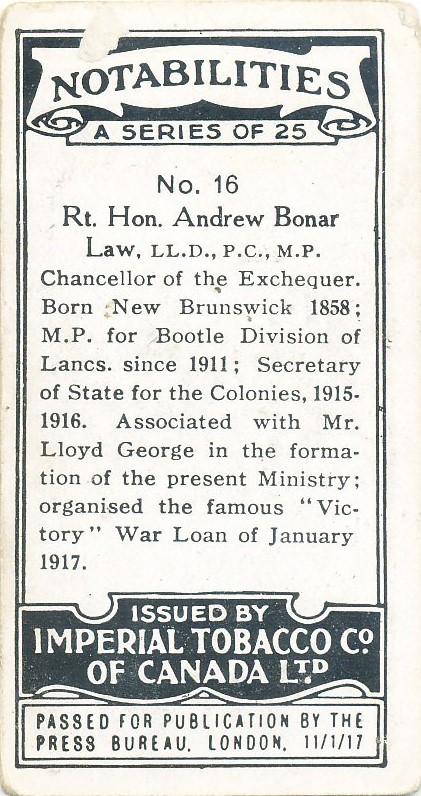 NOTABILITIES
A SERIES OF 25
No. 16
Rt. Hon. Andrew Bonar
Law, LL.D., P.C., M.P.
Chancellor of the Exchequer.
Born New Brunswick 1858;
M.P. for Bootle Division of
Lancs. since 1911; Secretary
of State for the Colonies, 1915-
1916. Associated with Mr.
Lloyd George in the forma-
tion of the present Ministry;
organised the famous "Vic-
tory" War Loan of January
1917.
ISSUED BY
IMPERIAL TOBACCO Co.
OF CANADA LTD.
PASSED FOR PUBLICATION BY THE
PRESS BUREAU, LONDON, 11/1/17